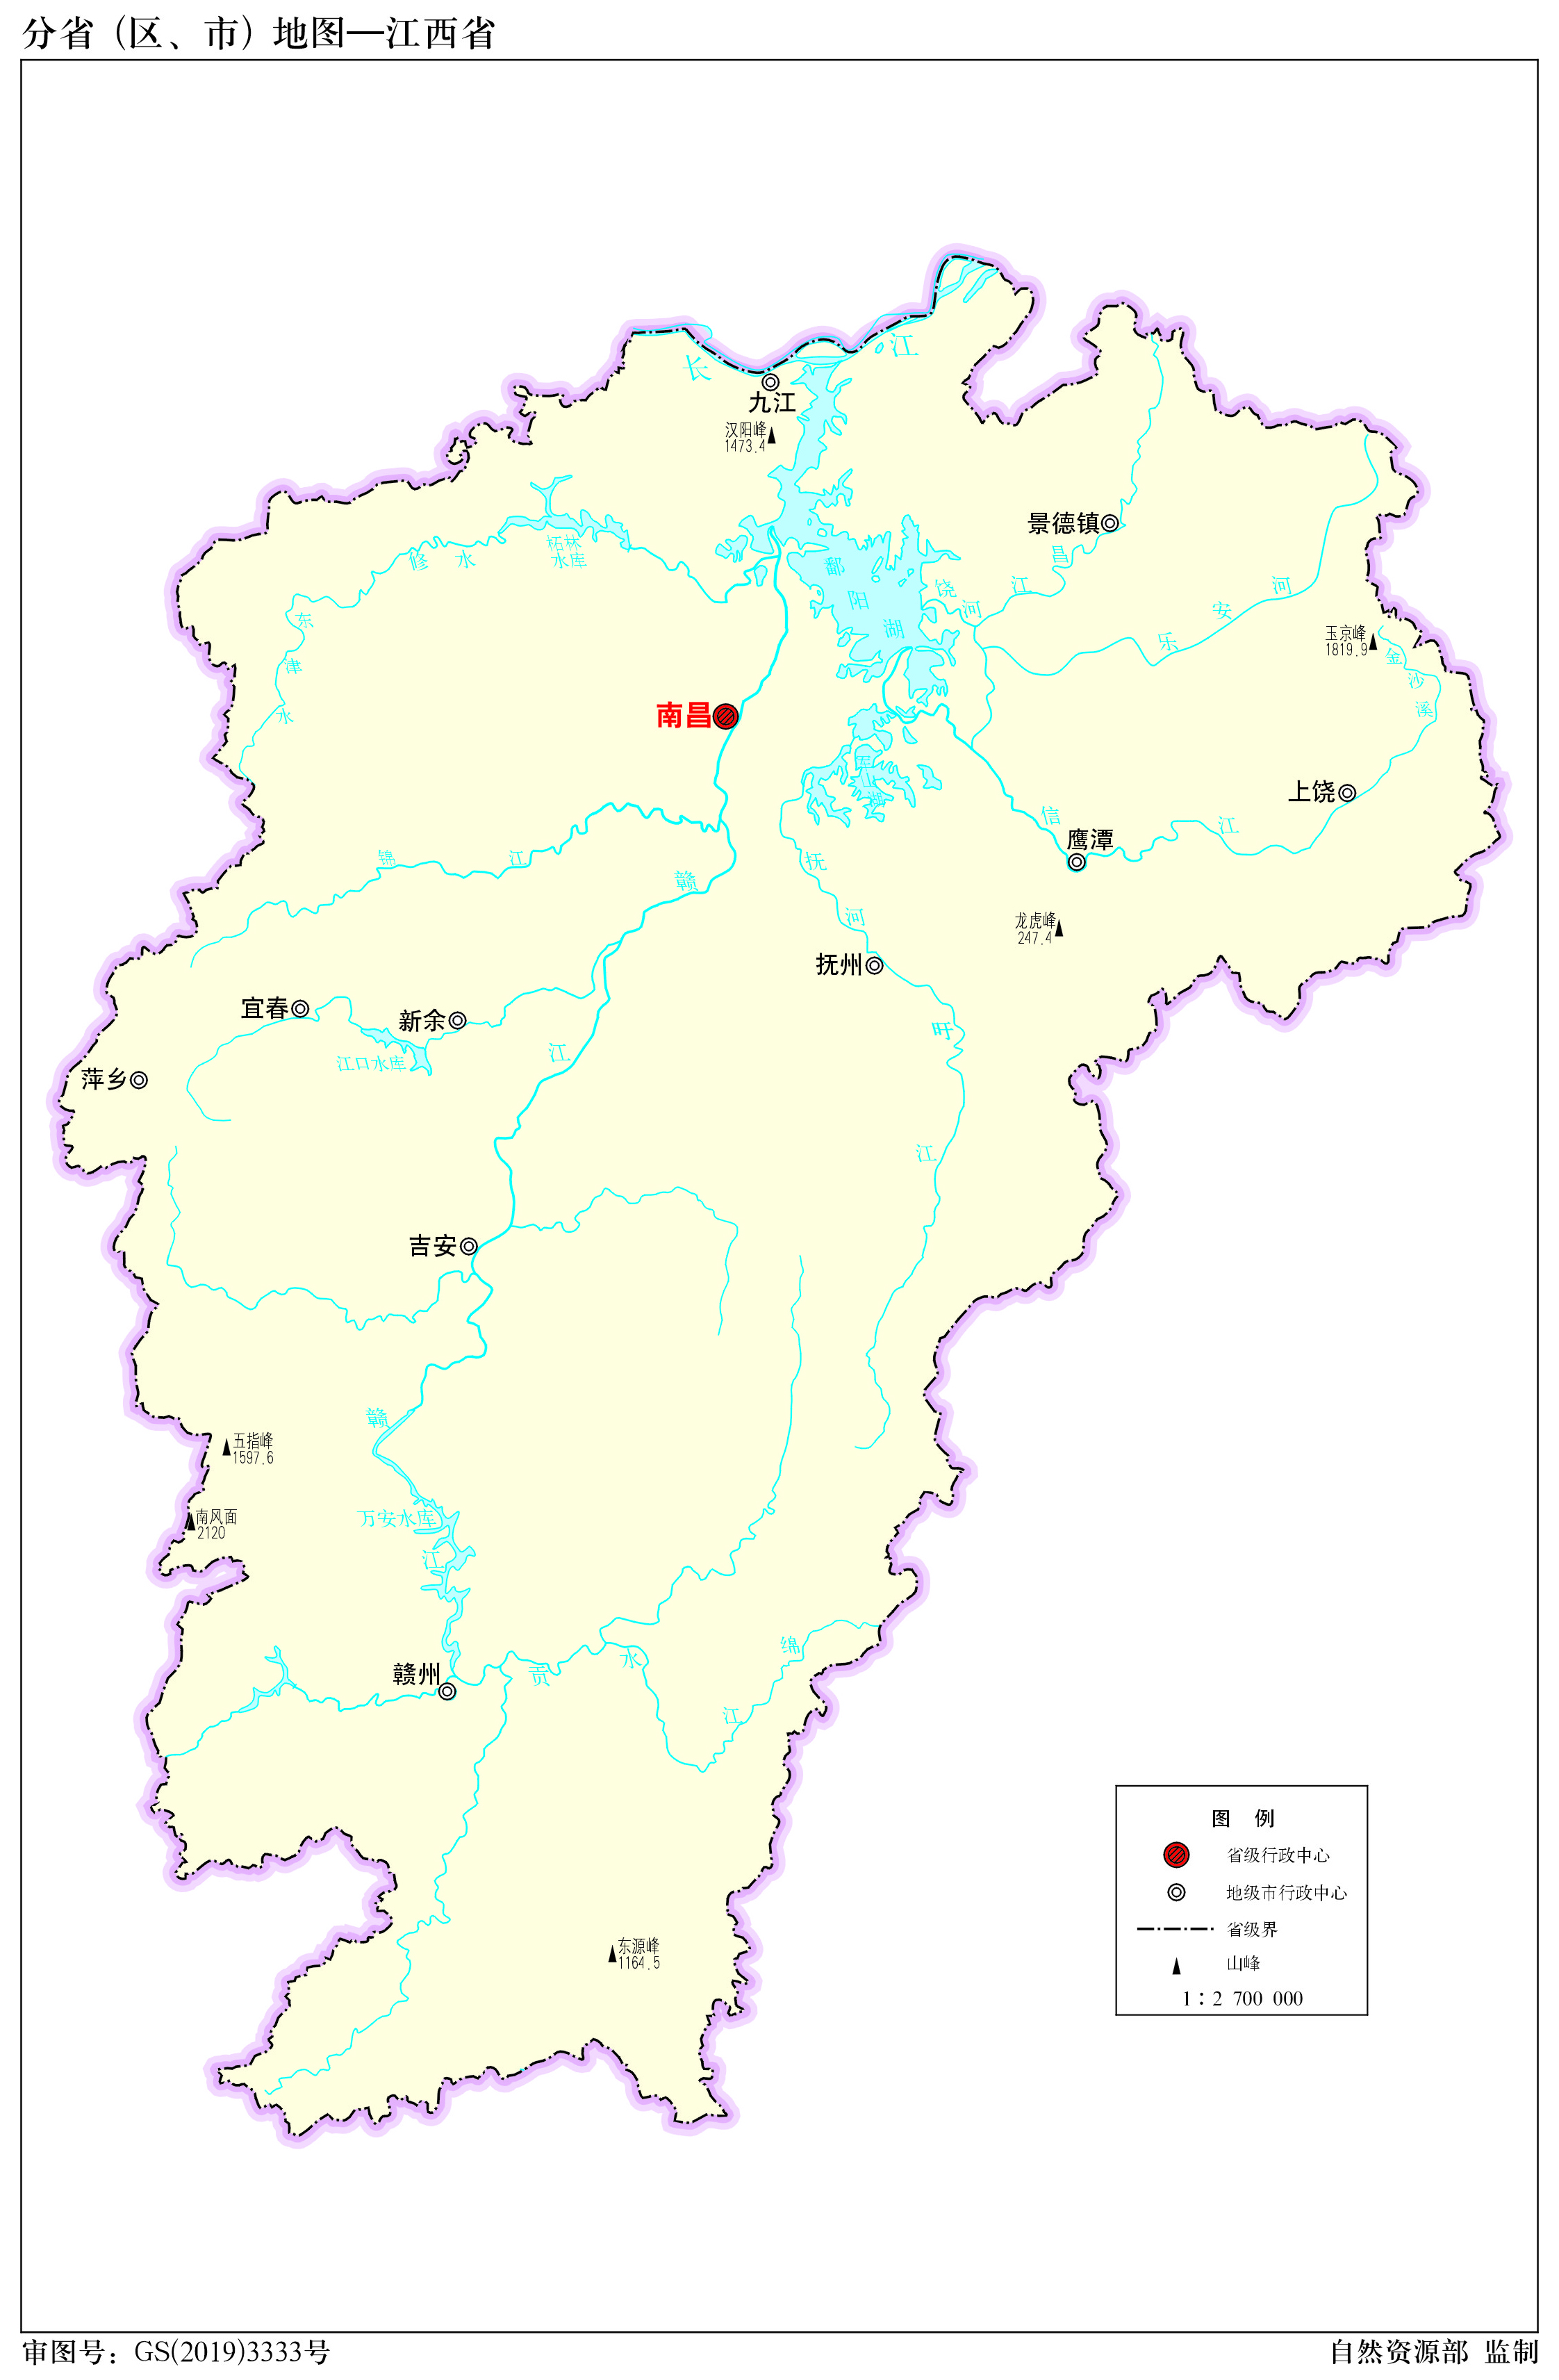 分省（区、市）地图—江西省
长
江
九江
汉阳峰
1473.4
景德镇
昌
江
柘林
水库
修
水
鄱
阳
湖
饶
河
乐
安
河
东
津
水
玉京峰
1819.9
金
沙
溪
南昌
军
山
湖
上饶
信
江
鹰潭
锦
江
赣
抚
河
龙虎峰
247.4
抚州
宜春
新余
江口水库
萍乡
江
盱
江
吉安
赣
五指峰
1597.6
南风面
2120
万安水库
江
赣州
贡
水
绵
江
东源峰
1164.5
图 例
省级行政中心
地级市行政中心
省级界
山峰
1：2 700 000
审图号：GS(2019)3333号
自然资源部 监制